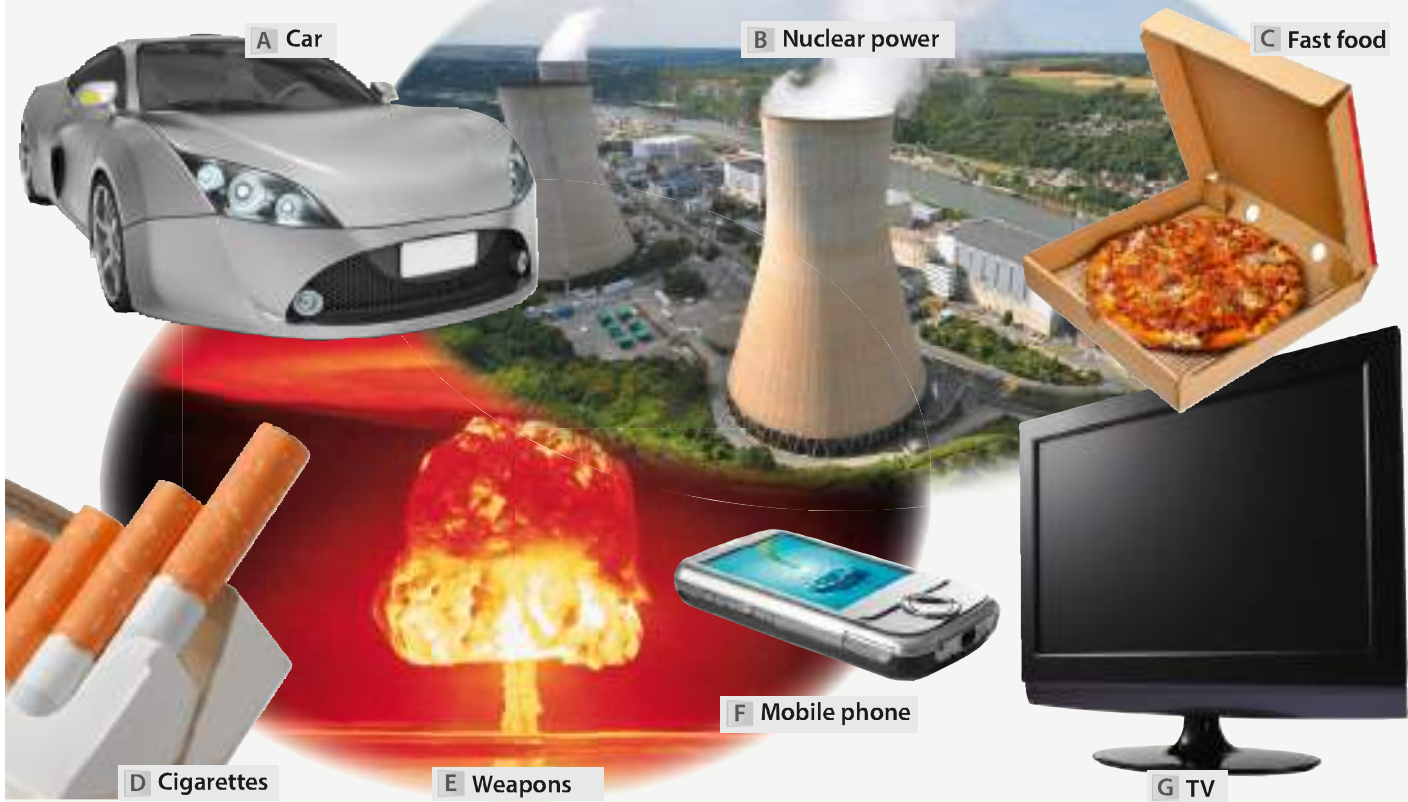 A Car
B Nuclear power
C Fast food
D Cigarettes
E Weapons
F Mobile phone
G TV